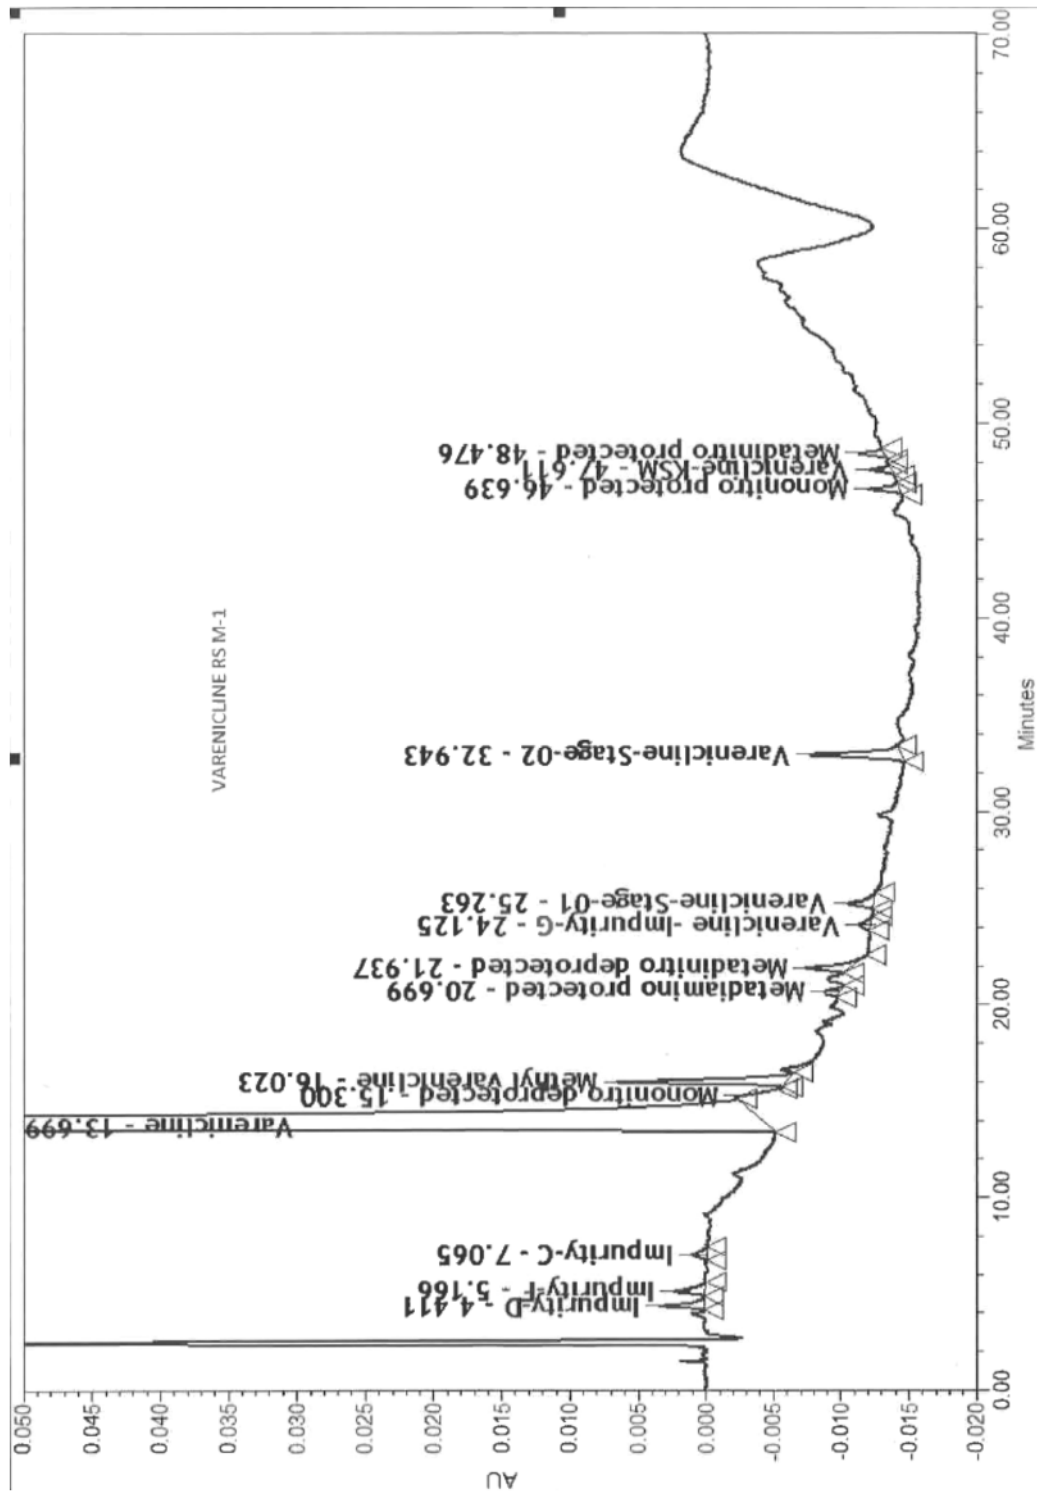 VARENICLINE RS M-1
AU
0.050
0.045
0.040
0.035
0.030
0.025
0.020
0.015
0.010
0.005
0.000
-0.005
-0.010
-0.015
-0.020
Impurity-D - 4.411
Impurity-F - 5.166
Impurity-C - 7.065
Varenicline - 13.699
Mononitro deprotected - 15.300
Methyl Varenicline - 16.023
Metadiamino protected - 20.699
Metadinitro deprotected - 21.937
Varenicline -Impurity-G - 24.125
Varenicline-Stage-01 - 25.263
Varenicline-Stage-02 - 32.943
Mononitro protected - 46.639
Varenicline-KSM - 47.611
Metadinitro protected - 48.476
0.00
10.00
20.00
30.00
40.00
50.00
60.00
70.00
Minutes